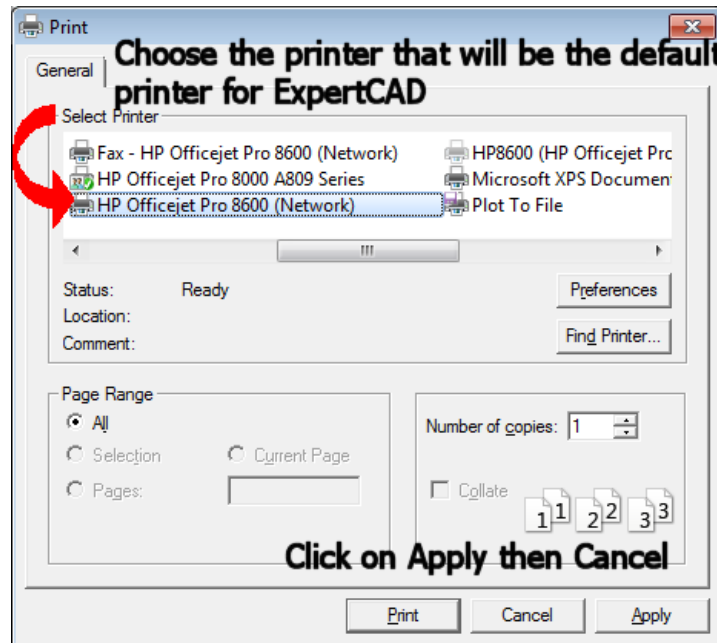 Print
Choose the printer that will be the default
General
printer for ExpertCAD
Select Printer
Fax - HP Officejet Pro 8600 (Network)
HP8600 (HP Officejet Pro
HP Officejet Pro 8000 A809 Series
Microsoft XPS Documen
HP Officejet Pro 8600 (Network)
Plot To File
Status: Ready
Preferences
Location:
Find Printer...
Comment:
Page Range
All
Number of copies: 1
Selection
Current Page
Pages:
Collate
1 1 2 2 3 3
Click on Apply then Cancel
Print
Cancel
Apply